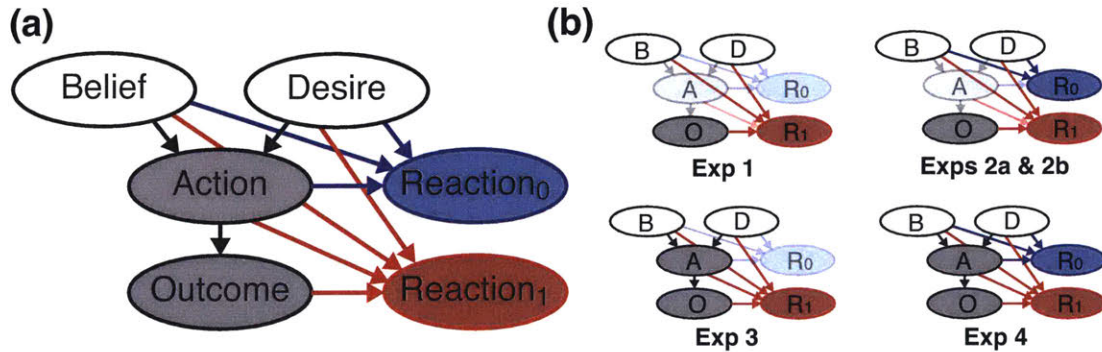 (a)
Belief
Desire
Action
Reaction0
Outcome
Reaction1
(b)
B
D
A
R0
O
R1
Exp 1
B
D
A
R0
O
R1
Exps 2a & 2b
B
D
A
R0
O
R1
Exp 3
B
D
A
R0
O
R1
Exp 4